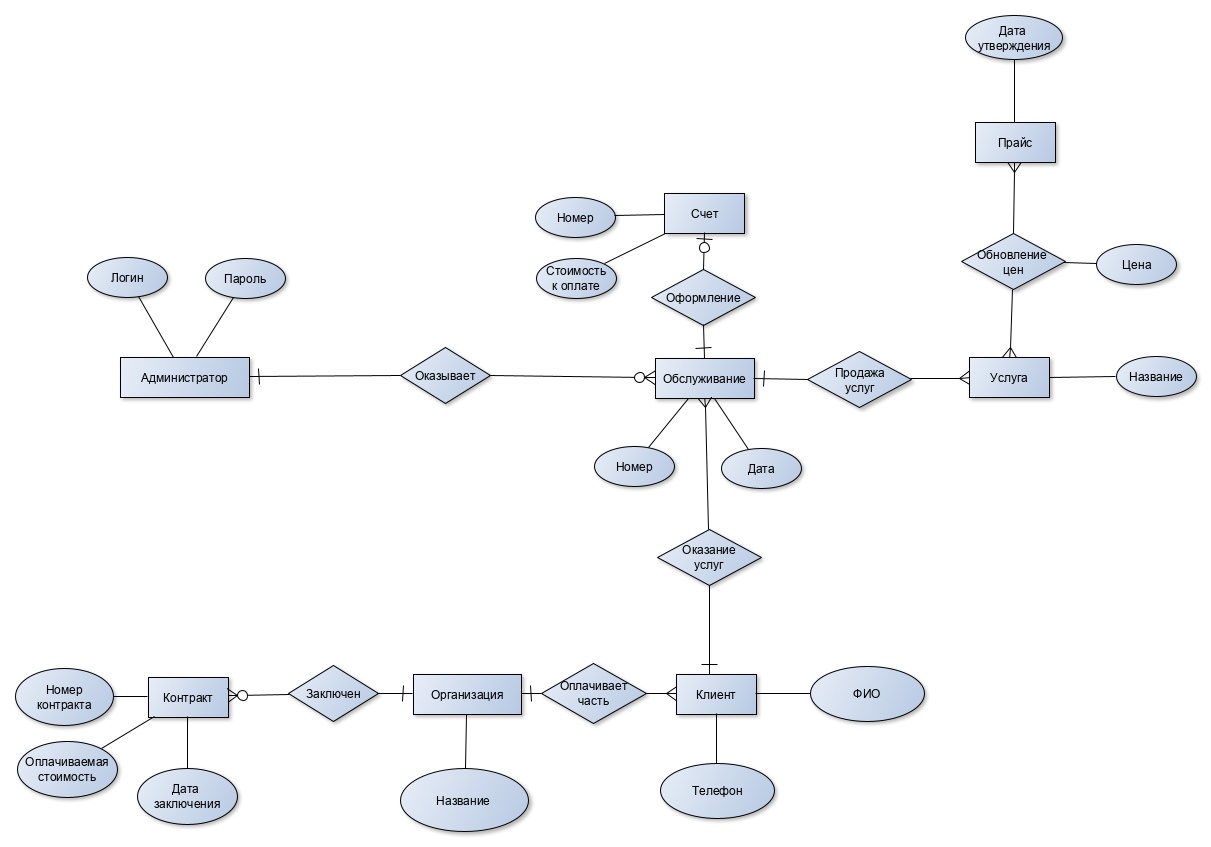 Дата
утверждения
Прайс
Номер
Счет
Стоимость
к оплате
Обновление
цен
Цена
Логин
Пароль
Оформление
Администратор
Оказывает
Обслуживание
Продажа
услуг
Услуга
Название
Номер
Дата
Оказание
услуг
Номер
контракта
Контракт
Заключен
Организация
Оплачивает
часть
Клиент
ФИО
Оплачиваемая
стоимость
Дата
заключения
Название
Телефон